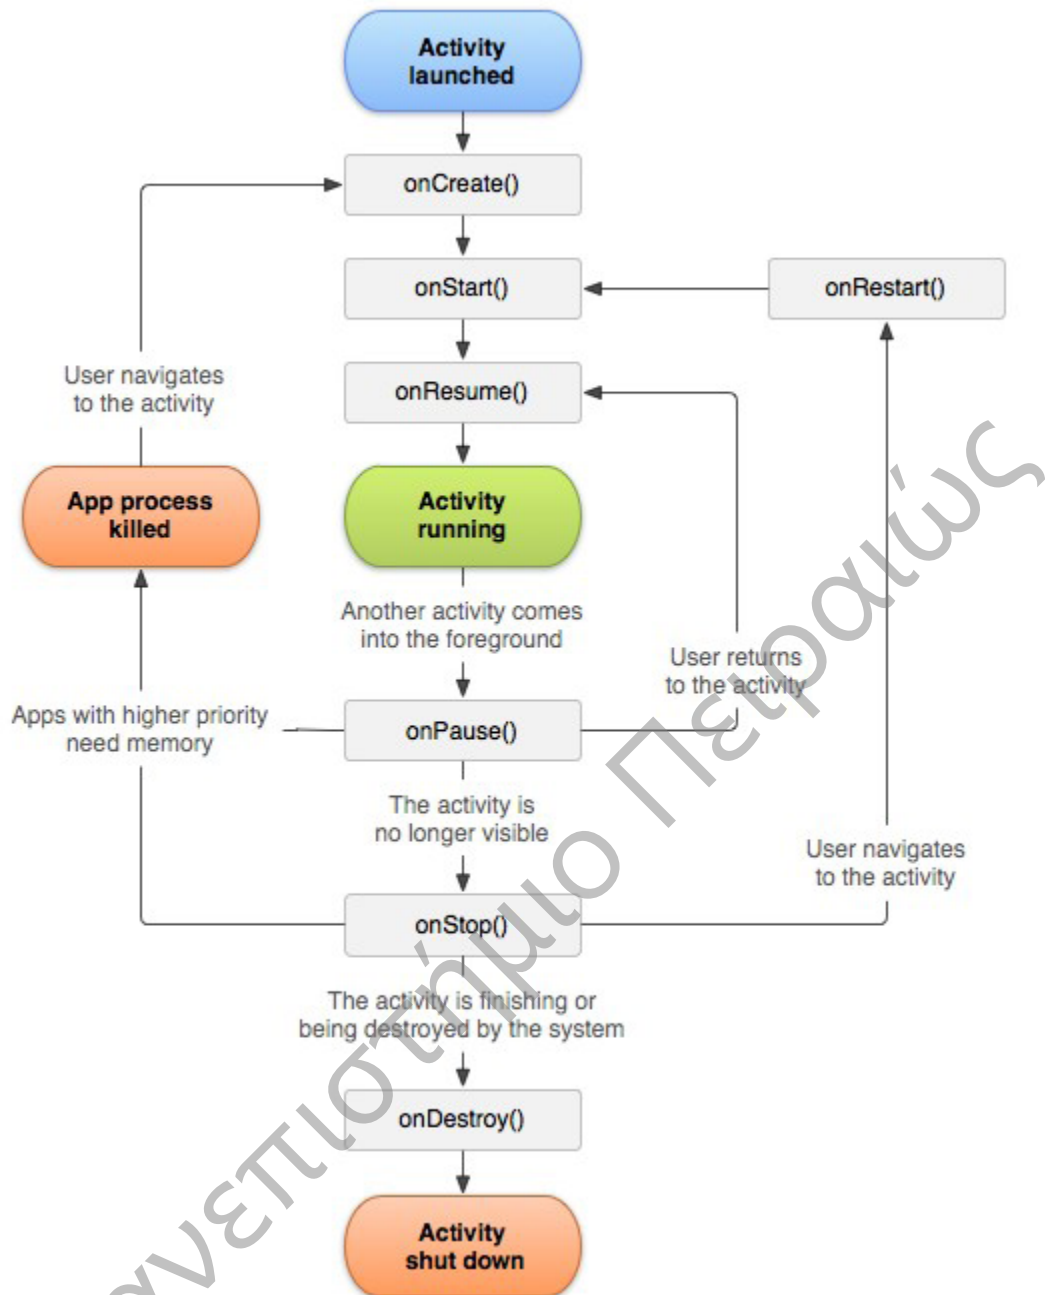 Activity
launched
onCreate()
onStart()
onRestart()
User navigates
to the activity
onResume()
App process
killed
Activity
running
Another activity comes
into the foreground
User returns
to the activity
Apps with higher priority
need memory
onPause()
The activity is
no longer visible
User navigates
to the activity
onStop()
The activity is finishing or
being destroyed by the system
onDestroy()
Activity
shut down
Πειραιώς